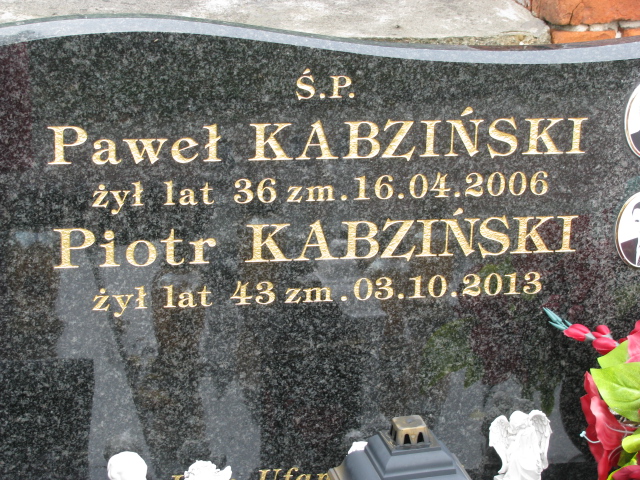 Ś.P.
Paweł KABZIŃSKI
żył lat 36 zm.16.04.2006
Piotr KABZIŃSKI
żył lat 43 zm.03.10.2013